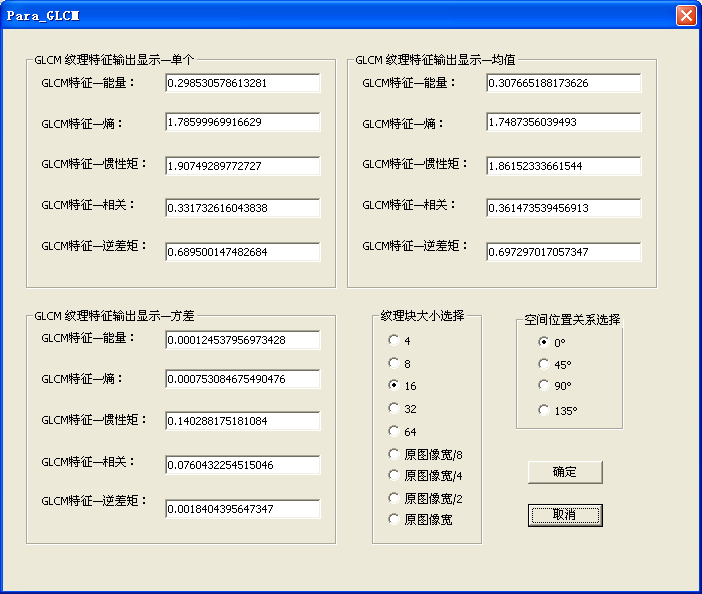 Para_GLCM
GLCM 纹理特征输出显示—单个
GLCM特征—能量：
0.298530578613281
GLCM特征—熵：
1.78599969916629
GLCM特征—惯性矩：
1.90749289772727
GLCM特征—相关：
0.331732616043838
GLCM特征—逆差矩：
0.689500147482684
GLCM 纹理特征输出显示—均值
GLCM特征—能量：
0.307665188173626
GLCM特征—熵：
1.7487356039493
GLCM特征—惯性矩：
1.86152333661544
GLCM特征—相关：
0.361473539456913
GLCM特征—逆差矩：
0.697297017057347
GLCM 纹理特征输出显示—方差
GLCM特征—能量：
0.000124537956973428
GLCM特征—熵：
0.000753084675490476
GLCM特征—惯性矩：
0.140288175181084
GLCM特征—相关：
0.0760432254515046
GLCM特征—逆差矩：
0.0018404395647347
纹理块大小选择
4
8
16
32
64
原图像宽/8
原图像宽/4
原图像宽/2
原图像宽
空间位置关系选择
0°
45°
90°
135°
确定
取消